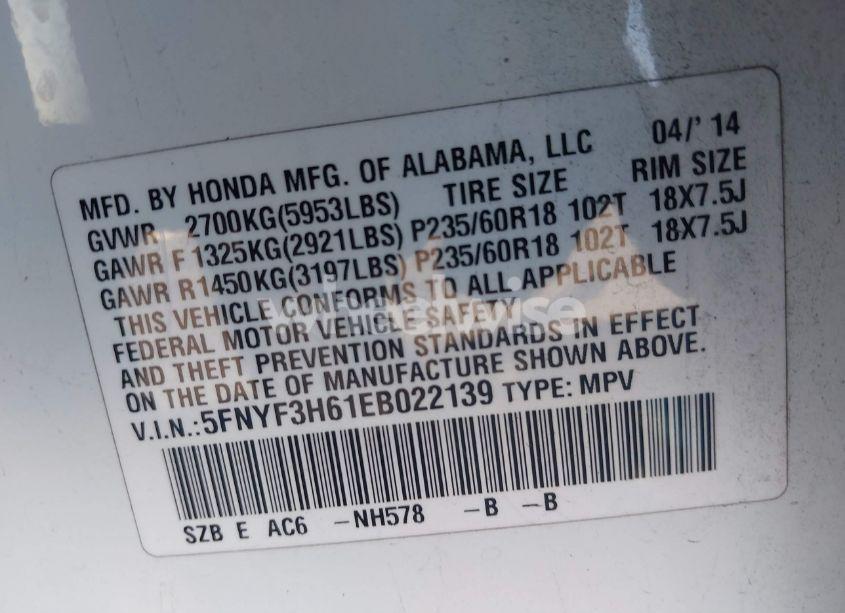 MFD. BY HONDA MFG. OF ALABAMA, LLC 04/' 14
GVWR 2700KG(5953LBS) TIRE SIZE RIM SIZE
GAWR F 1325KG(2921LBS) P235/60R18 102T 18X7.5J
GAWR R1450KG(3197LBS) P235/60R18 102T 18X7.5J
THIS VEHICLE CONFORMS TO ALL APPLICABLE
FEDERAL MOTOR VEHICLE SAFETY
AND THEFT PREVENTION STANDARDS IN EFFECT
ON THE DATE OF MANUFACTURE SHOWN ABOVE.
V.I.N.:5FNYF3H61EB022139 TYPE: MPV
SZB E AC6 -NH578 -B -B
wheelwise